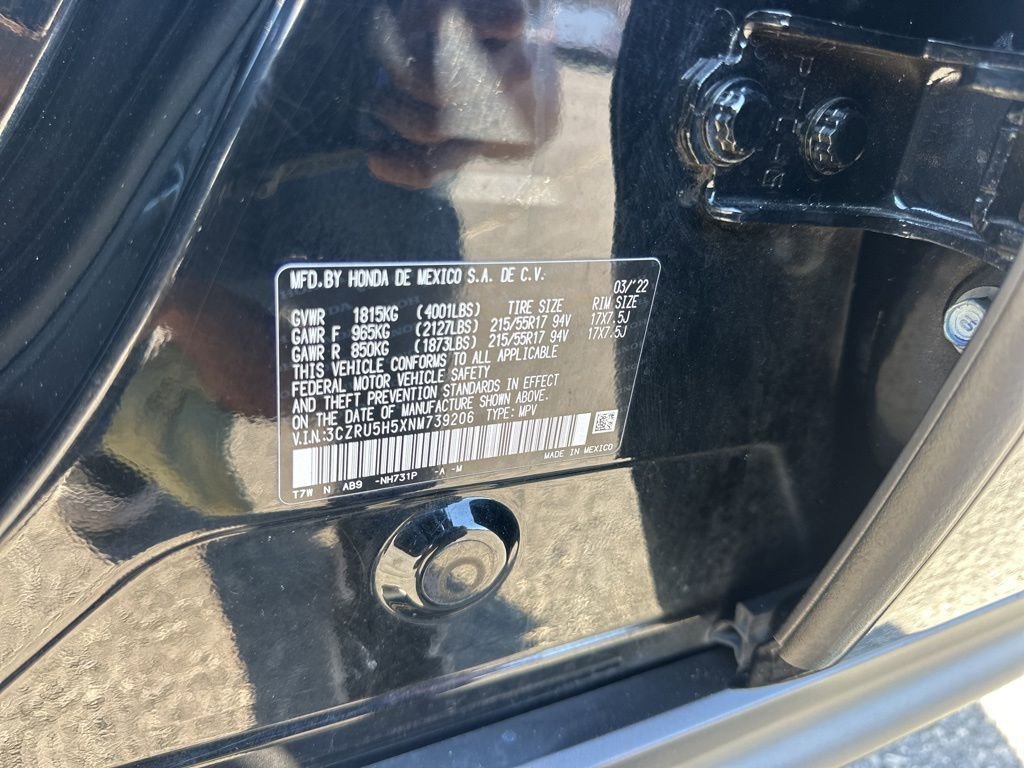 MFD. BY HONDA DE MEXICO S.A. DE C.V.
03/'22
GVWR 1815KG (4001LBS) TIRE SIZE RIM SIZE
GAWR F 965KG (2127LBS) 215/55R17 94V 17X7.5J
GAWR R 850KG (1873LBS) 215/55R17 94V 17X7.5J
THIS VEHICLE CONFORMS TO ALL APPLICABLE
FEDERAL MOTOR VEHICLE SAFETY
AND THEFT PREVENTION STANDARDS IN EFFECT
ON THE DATE OF MANUFACTURE SHOWN ABOVE.
V.I.N.:3CZRU5H5XNM739206 TYPE: MPV
MADE IN MEXICO
T7W N AB9 -NH731P -A -M